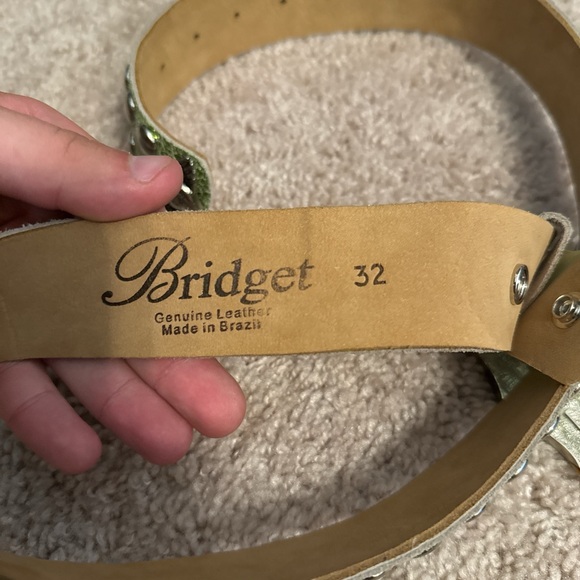 Bridget 32
Genuine Leather
Made in Brazil